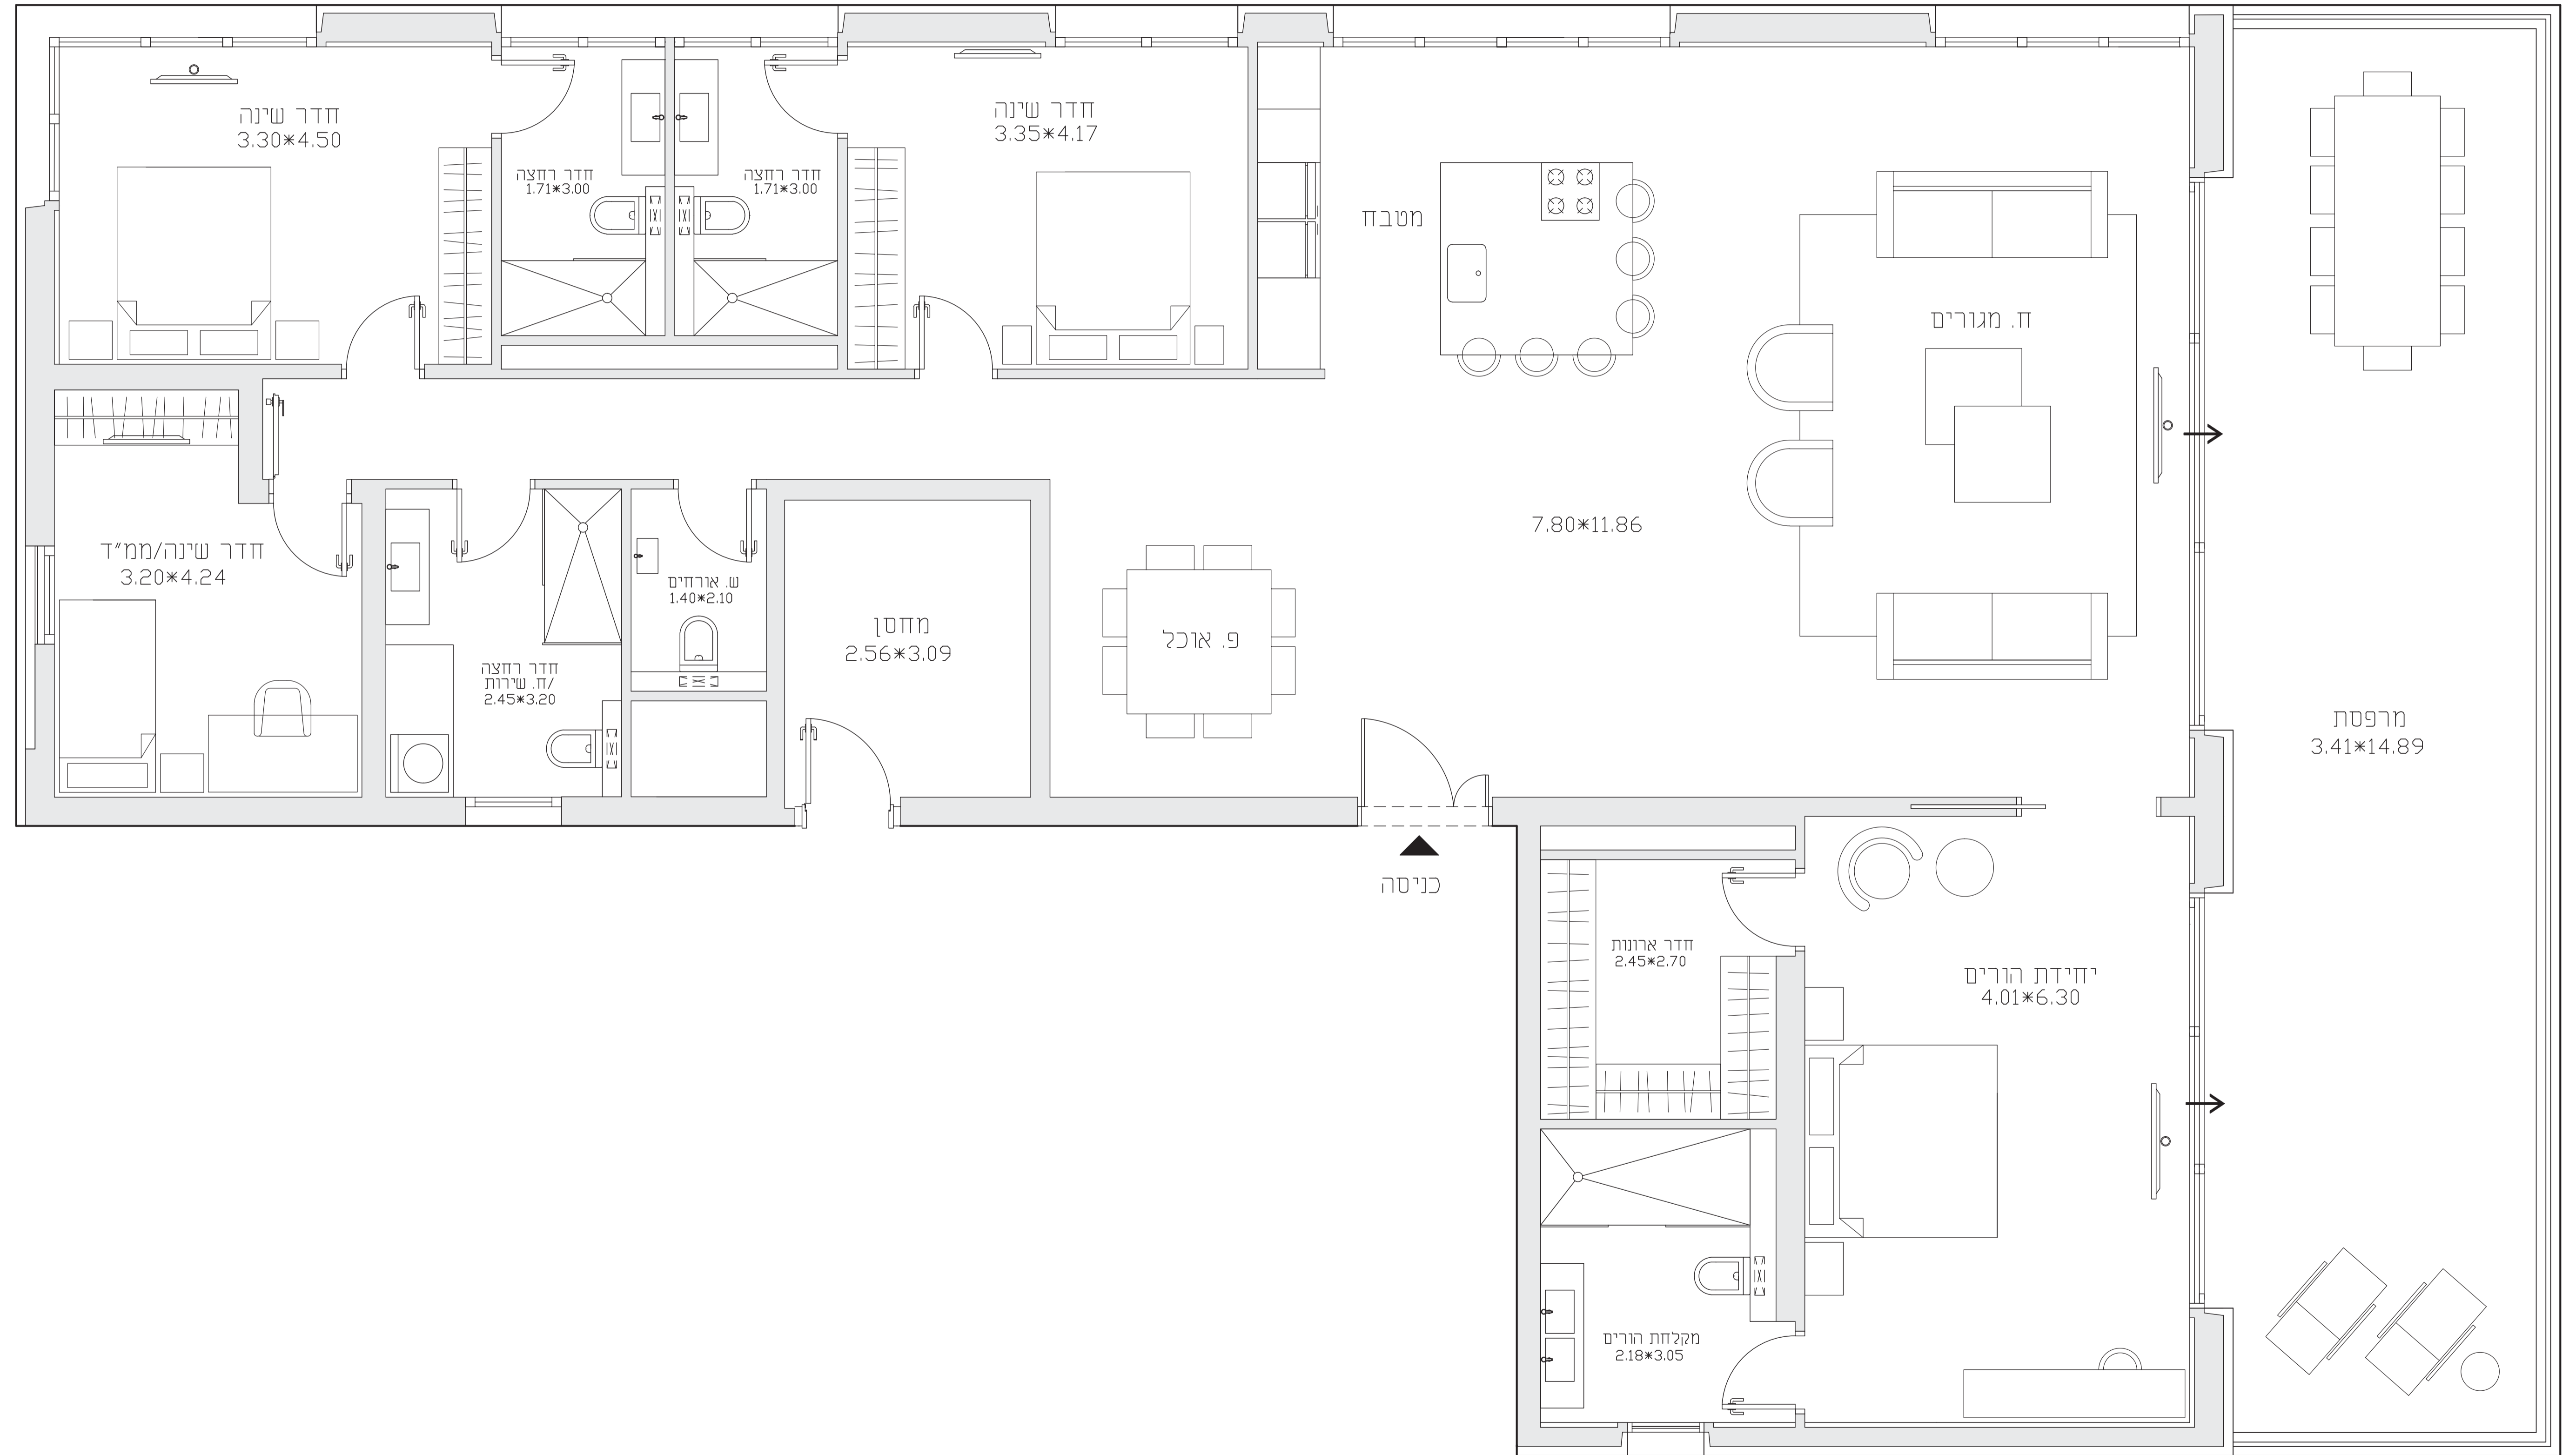 חדר שינה
3.30*4.50
חדר רחצה
1.71*3.00
חדר רחצה
1.71*3.00
חדר שינה
3.35*4.17
מטבח
ח. מגורים
7.80*11.86
חדר שינה/ממ״ד
3.20*4.24
חדר רחצה
/ח. שירות
2.45*3.20
ש. אורחים
1.40*2.10
מחסן
2.56*3.09
פ. אוכל
מרפסת
3.41*14.89
כניסה
חדר ארונות
2.45*2.70
יחידת הורים
4.01*6.30
מקלחת הורים
2.18*3.05